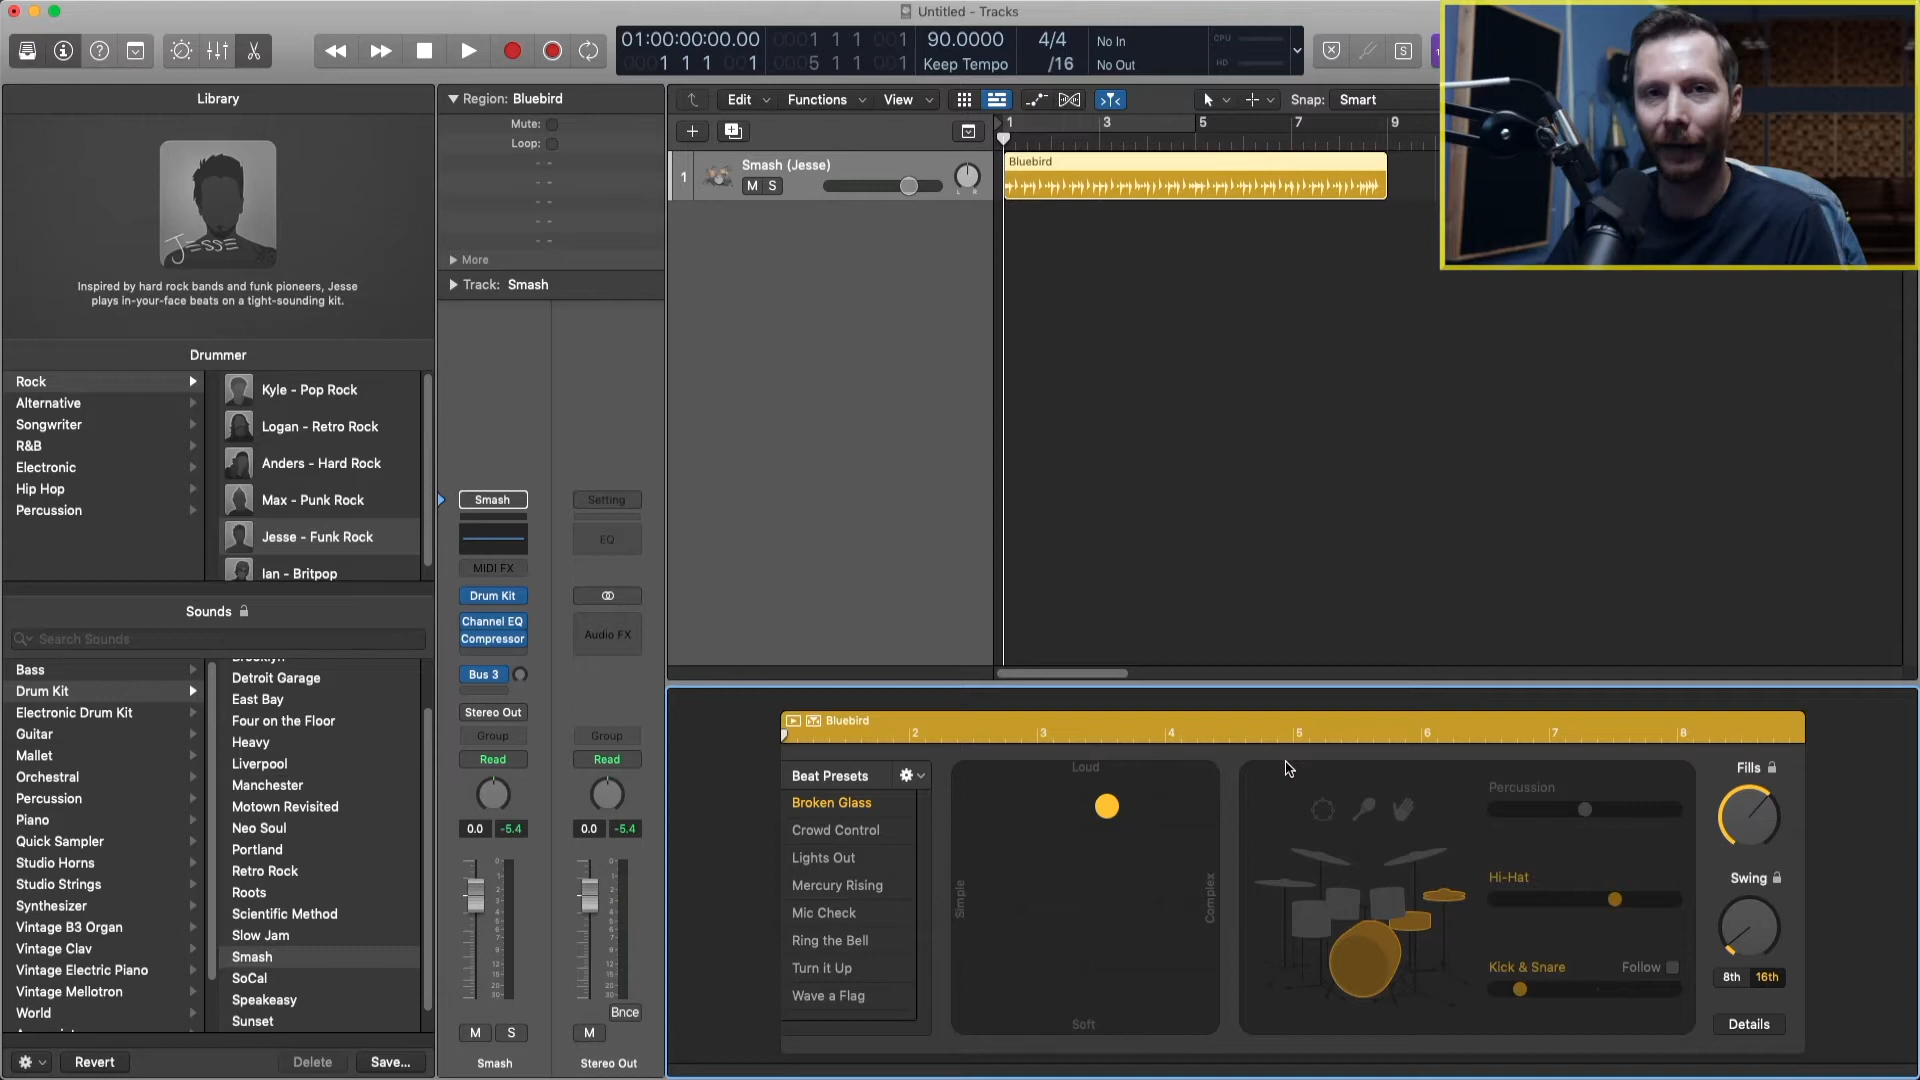 Untitled - Tracks
01:00:00:00.00
1 1 1 001
001 1 1 001
005 1 1 001
90.0000
Keep Tempo
4/4
/16
No In
No Out
CPU
HD
Library
Jesse
Inspired by hard rock bands and funk pioneers, Jesse
plays in-your-face beats on a tight-sounding kit.
Drummer
Rock
Alternative
Songwriter
R&B
Electronic
Hip Hop
Percussion
Kyle - Pop Rock
Logan - Retro Rock
Anders - Hard Rock
Max - Punk Rock
Jesse - Funk Rock
Ian - Britpop
Sounds
Search Sounds
Bass
Drum Kit
Electronic Drum Kit
Guitar
Mallet
Orchestral
Percussion
Piano
Quick Sampler
Studio Horns
Studio Strings
Synthesizer
Vintage B3 Organ
Vintage Clav
Vintage Electric Piano
Vintage Mellotron
World
Brooklyn
Detroit Garage
East Bay
Four on the Floor
Heavy
Liverpool
Manchester
Motown Revisited
Neo Soul
Portland
Retro Rock
Roots
Scientific Method
Slow Jam
Smash
SoCal
Speakeasy
Sunset
Revert
Delete
Save...
Region: Bluebird
Mute:
Loop:
More
Track: Smash
Smash
Setting
EQ
MIDI FX
Drum Kit
Channel EQ
Compressor
Audio FX
Bus 3
Stereo Out
Group
Group
Read
Read
0.0 -5.4
0.0 -5.4
Bnce
M S
M
Smash
Stereo Out
Edit
Functions
View
Snap: Smart
1 3 5 7 9
1
Smash (Jesse)
M S
L R
Bluebird
Bluebird
2 3 4 5 6 7 8
Beat Presets
Broken Glass
Crowd Control
Lights Out
Mercury Rising
Mic Check
Ring the Bell
Turn it Up
Wave a Flag
Loud
Simple
Complex
Soft
Percussion
Hi-Hat
Kick & Snare
Follow
Fills
Swing
8th 16th
Details